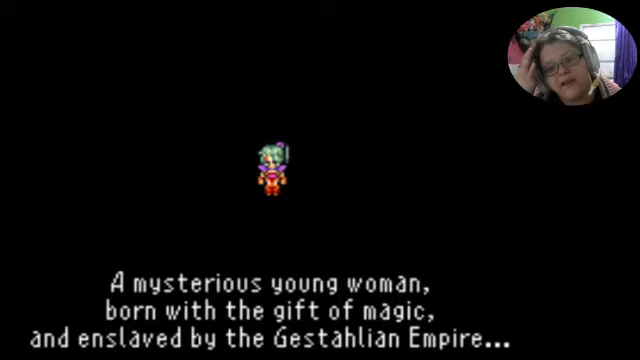 A mysterious young woman,
born with the gift of magic,
and enslaved by the Gestahlian Empire...